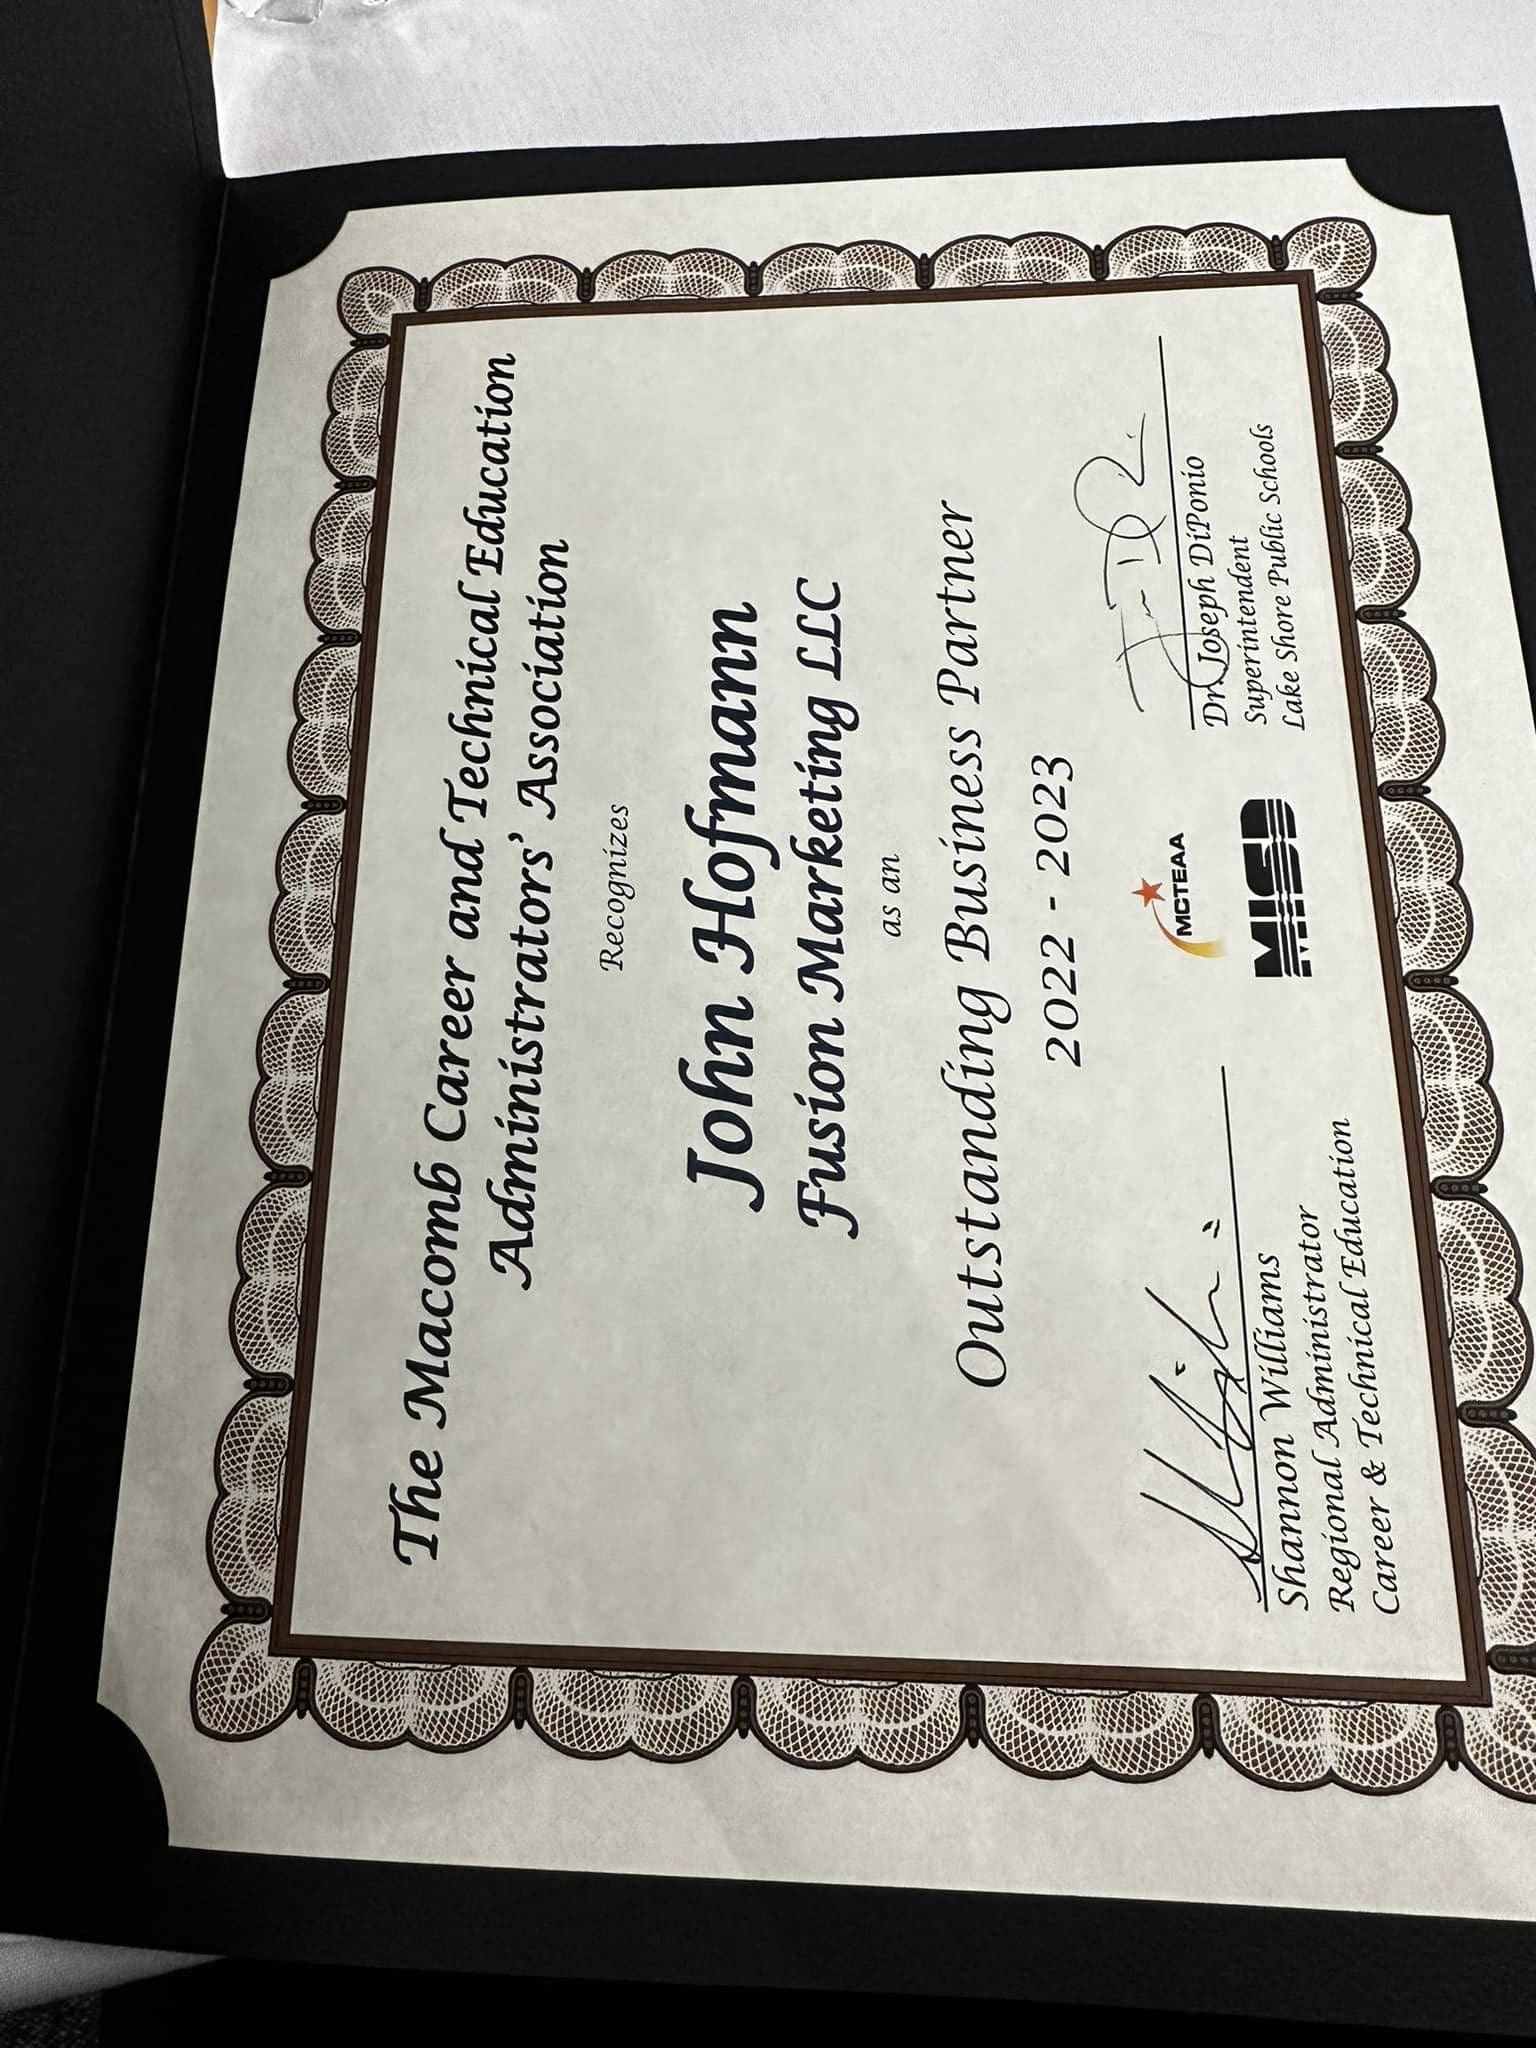 The Macomb Career and Technical Education
Administrators' Association
Recognizes
John Hofmann
Fusion Marketing LLC
as an
Outstanding Business Partner
2022 - 2023
MCTEAA
MISD
Shannon Williams
Regional Administrator
Career & Technical Education
Dr. Joseph DiPonio
Superintendent
Lake Shore Public Schools